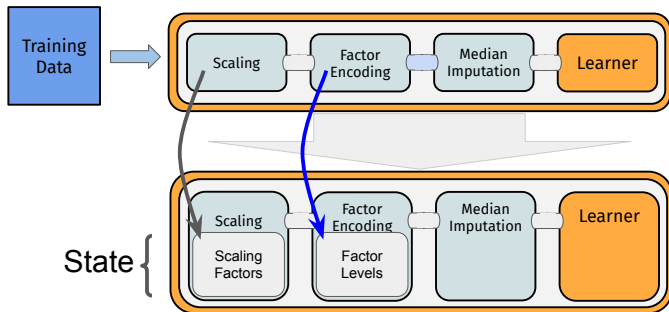 Training
Data
Scaling
Factor
Encoding
Median
Imputation
Learner
Scaling
Factor
Encoding
Median
Imputation
Learner
State
Scaling
Factors
Factor
Levels